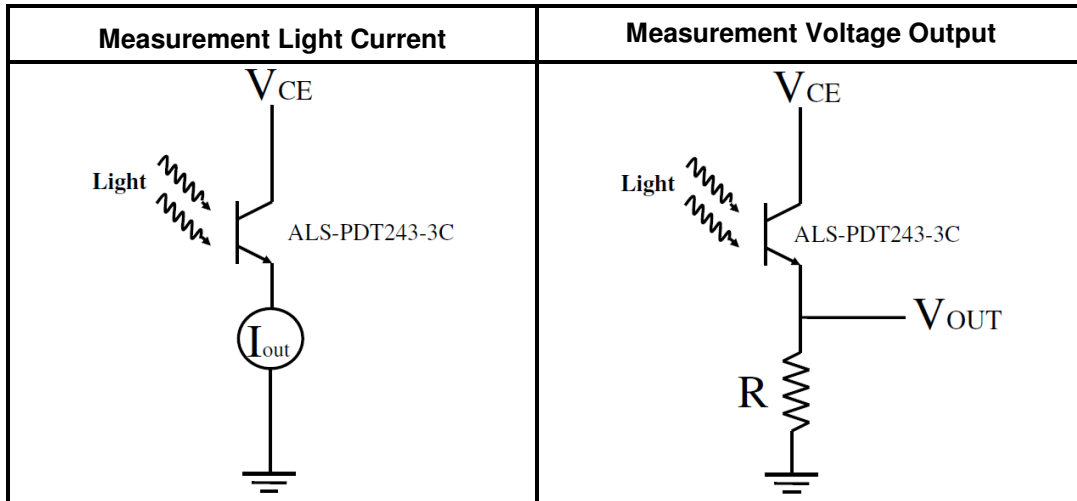 Measurement Light Current
Measurement Voltage Output
VCE
Light
ALS-PDT243-3C
Iout
VCE
Light
ALS-PDT243-3C
VOUT
R